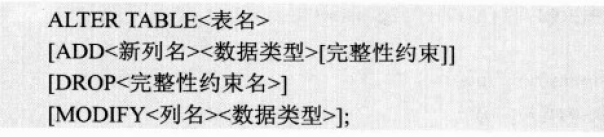 ALTER TABLE<表名>
[ADD<新列名><数据类型>[完整性约束]]
[DROP<完整性约束名>]
[MODIFY<列名><数据类型>];